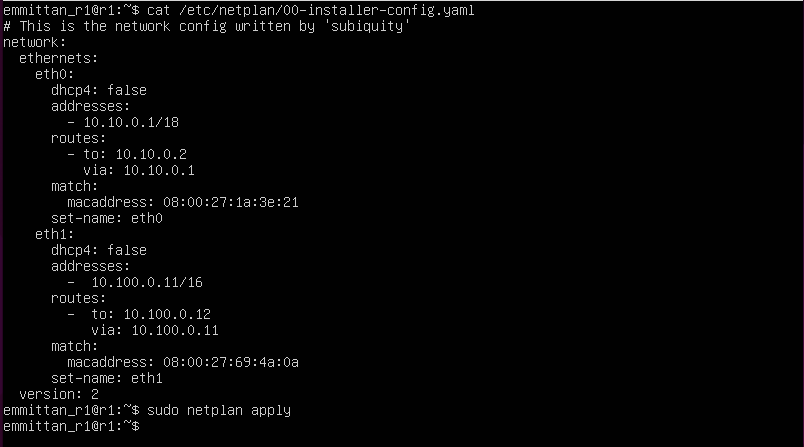 emmittan_r1@r1:~$ cat /etc/netplan/00-installer-config.yaml
# This is the network config written by 'subiquity'
network:
  ethernets:
    eth0:
      dhcp4: false
      addresses:
        - 10.10.0.1/18
      routes:
        - to: 10.10.0.2
          via: 10.10.0.1
      match:
        macaddress: 08:00:27:1a:3e:21
      set-name: eth0
    eth1:
      dhcp4: false
      addresses:
        -  10.100.0.11/16
      routes:
        -  to: 10.100.0.12
           via: 10.100.0.11
      match:
        macaddress: 08:00:27:69:4a:0a
      set-name: eth1
  version: 2
emmittan_r1@r1:~$ sudo netplan apply
emmittan_r1@r1:~$